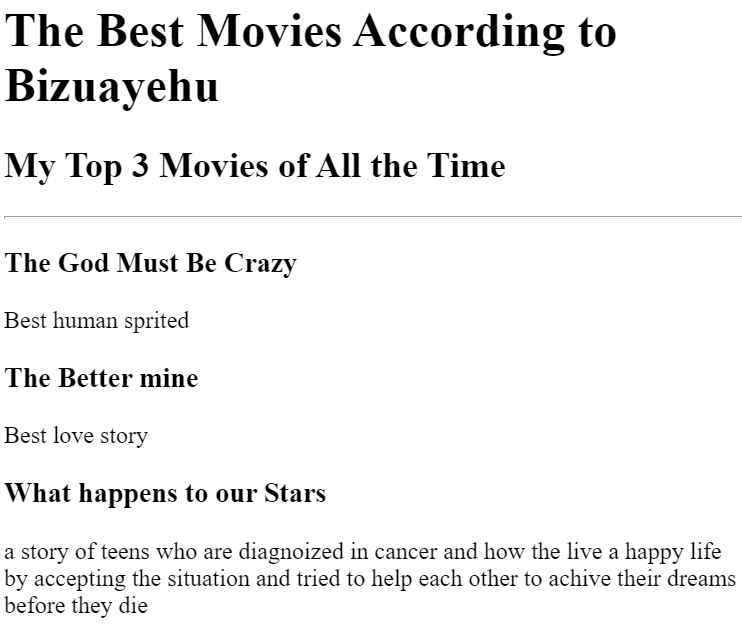 The Best Movies According to
Bizuayehu
My Top 3 Movies of All the Time
The God Must Be Crazy
Best human sprited
The Better mine
Best love story
What happens to our Stars
a story of teens who are diagnoized in cancer and how the live a happy life
by accepting the situation and tried to help each other to achive their dreams
before they die